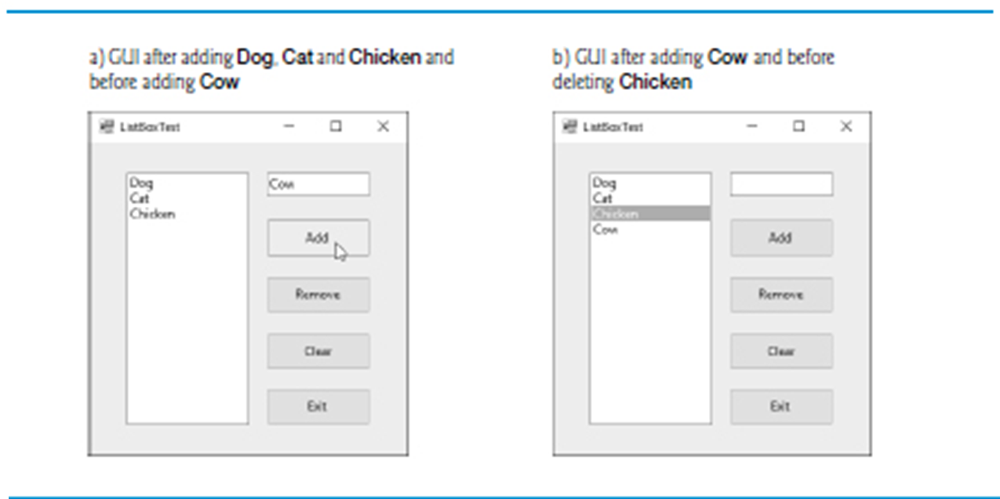 a) GUI after adding Dog, Cat and Chicken and
before adding Cow
b) GUI after adding Cow and before
deleting Chicken
ListBoxTest
Dog
Cat
Chicken
Cow
Add
Remove
Clear
Exit
ListBoxTest
Dog
Cat
Chicken
Cow
Add
Remove
Clear
Exit